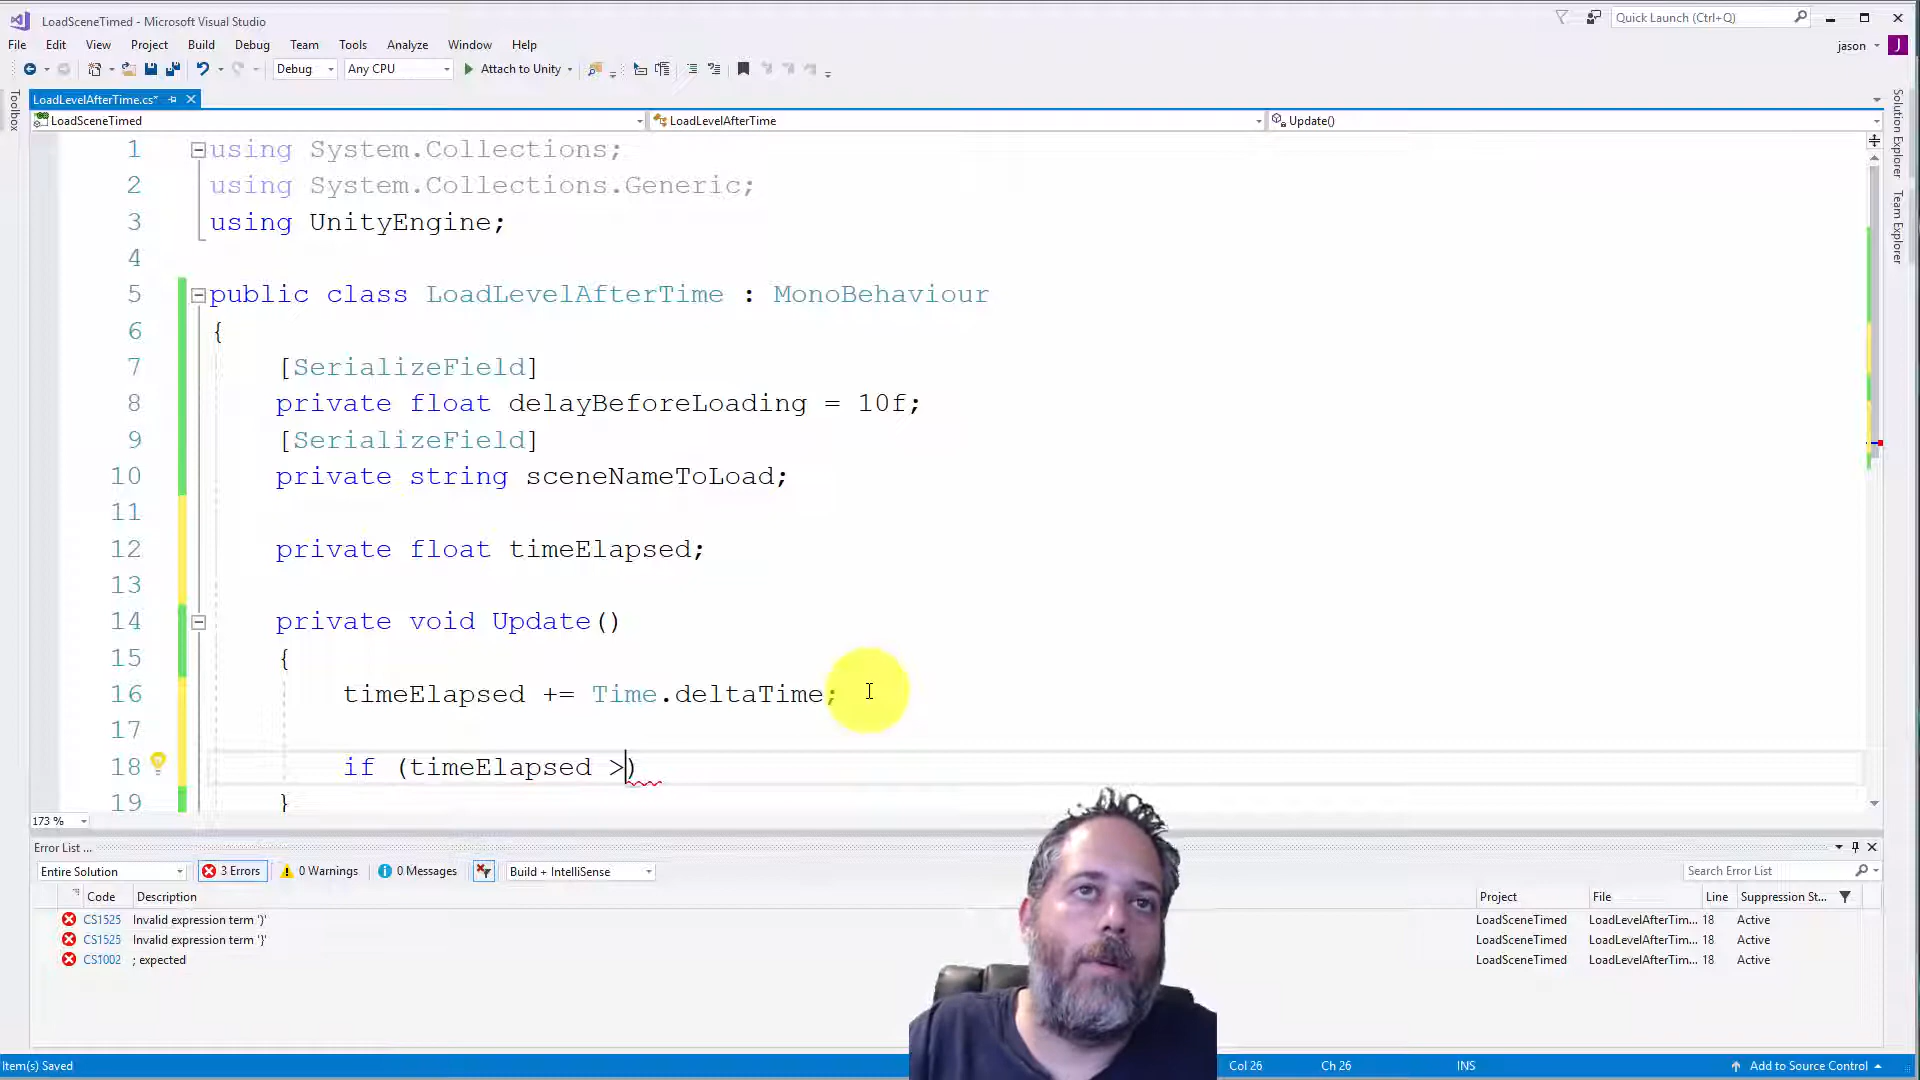 LoadSceneTimed - Microsoft Visual Studio
Quick Launch (Ctrl+Q)
File Edit View Project Build Debug Team Tools Analyze Window Help
jason J
Debug Any CPU Attach to Unity
Toolbox
LoadLevelAfterTime.cs*
LoadSceneTimed LoadLevelAfterTime Update()
Solution Explorer
Team Explorer
1 using System.Collections;
2 using System.Collections.Generic;
3 using UnityEngine;
4
5 public class LoadLevelAfterTime : MonoBehaviour
6 {
7 [SerializeField]
8 private float delayBeforeLoading = 10f;
9 [SerializeField]
10 private string sceneNameToLoad;
11
12 private float timeElapsed;
13
14 private void Update()
15 {
16 timeElapsed += Time.deltaTime;
17
18 if (timeElapsed >)
19 }
173 %
Error List ...
Entire Solution 3 Errors 0 Warnings 0 Messages Build + IntelliSense Search Error List
Code Description Project File Line Suppression St...
CS1525 Invalid expression term ')' LoadSceneTimed LoadLevelAfterTim... 18 Active
CS1525 Invalid expression term '}' LoadSceneTimed LoadLevelAfterTim... 18 Active
CS1002 ; expected LoadSceneTimed LoadLevelAfterTim... 18 Active
Item(s) Saved Col 26 Ch 26 INS Add to Source Control